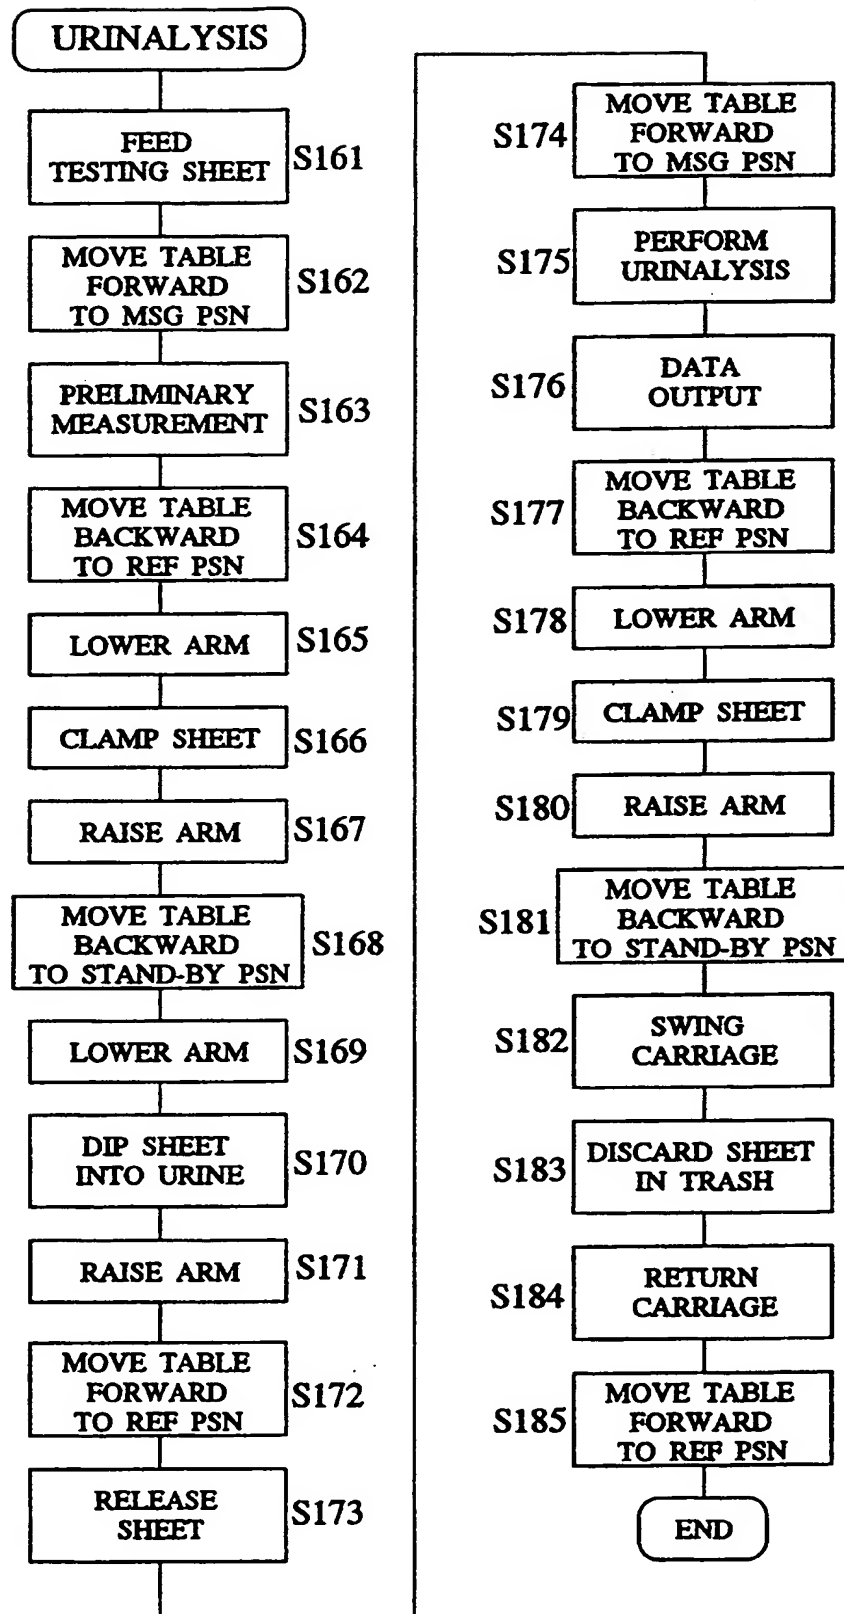 URINALYSIS
FEED
TESTING SHEET
S161
MOVE TABLE
FORWARD
TO MSG PSN
S162
PRELIMINARY
MEASUREMENT
S163
MOVE TABLE
BACKWARD
TO REF PSN
S164
LOWER ARM
S165
CLAMP SHEET
S166
RAISE ARM
S167
MOVE TABLE
BACKWARD
TO STAND-BY PSN
S168
LOWER ARM
S169
DIP SHEET
INTO URINE
S170
RAISE ARM
S171
MOVE TABLE
FORWARD
TO REF PSN
S172
RELEASE
SHEET
S173
MOVE TABLE
FORWARD
TO MSG PSN
S174
PERFORM
URINALYSIS
S175
DATA
OUTPUT
S176
MOVE TABLE
BACKWARD
TO REF PSN
S177
LOWER ARM
S178
CLAMP SHEET
S179
RAISE ARM
S180
MOVE TABLE
BACKWARD
TO STAND-BY PSN
S181
SWING
CARRIAGE
S182
DISCARD SHEET
IN TRASH
S183
RETURN
CARRIAGE
S184
MOVE TABLE
FORWARD
TO REF PSN
S185
END